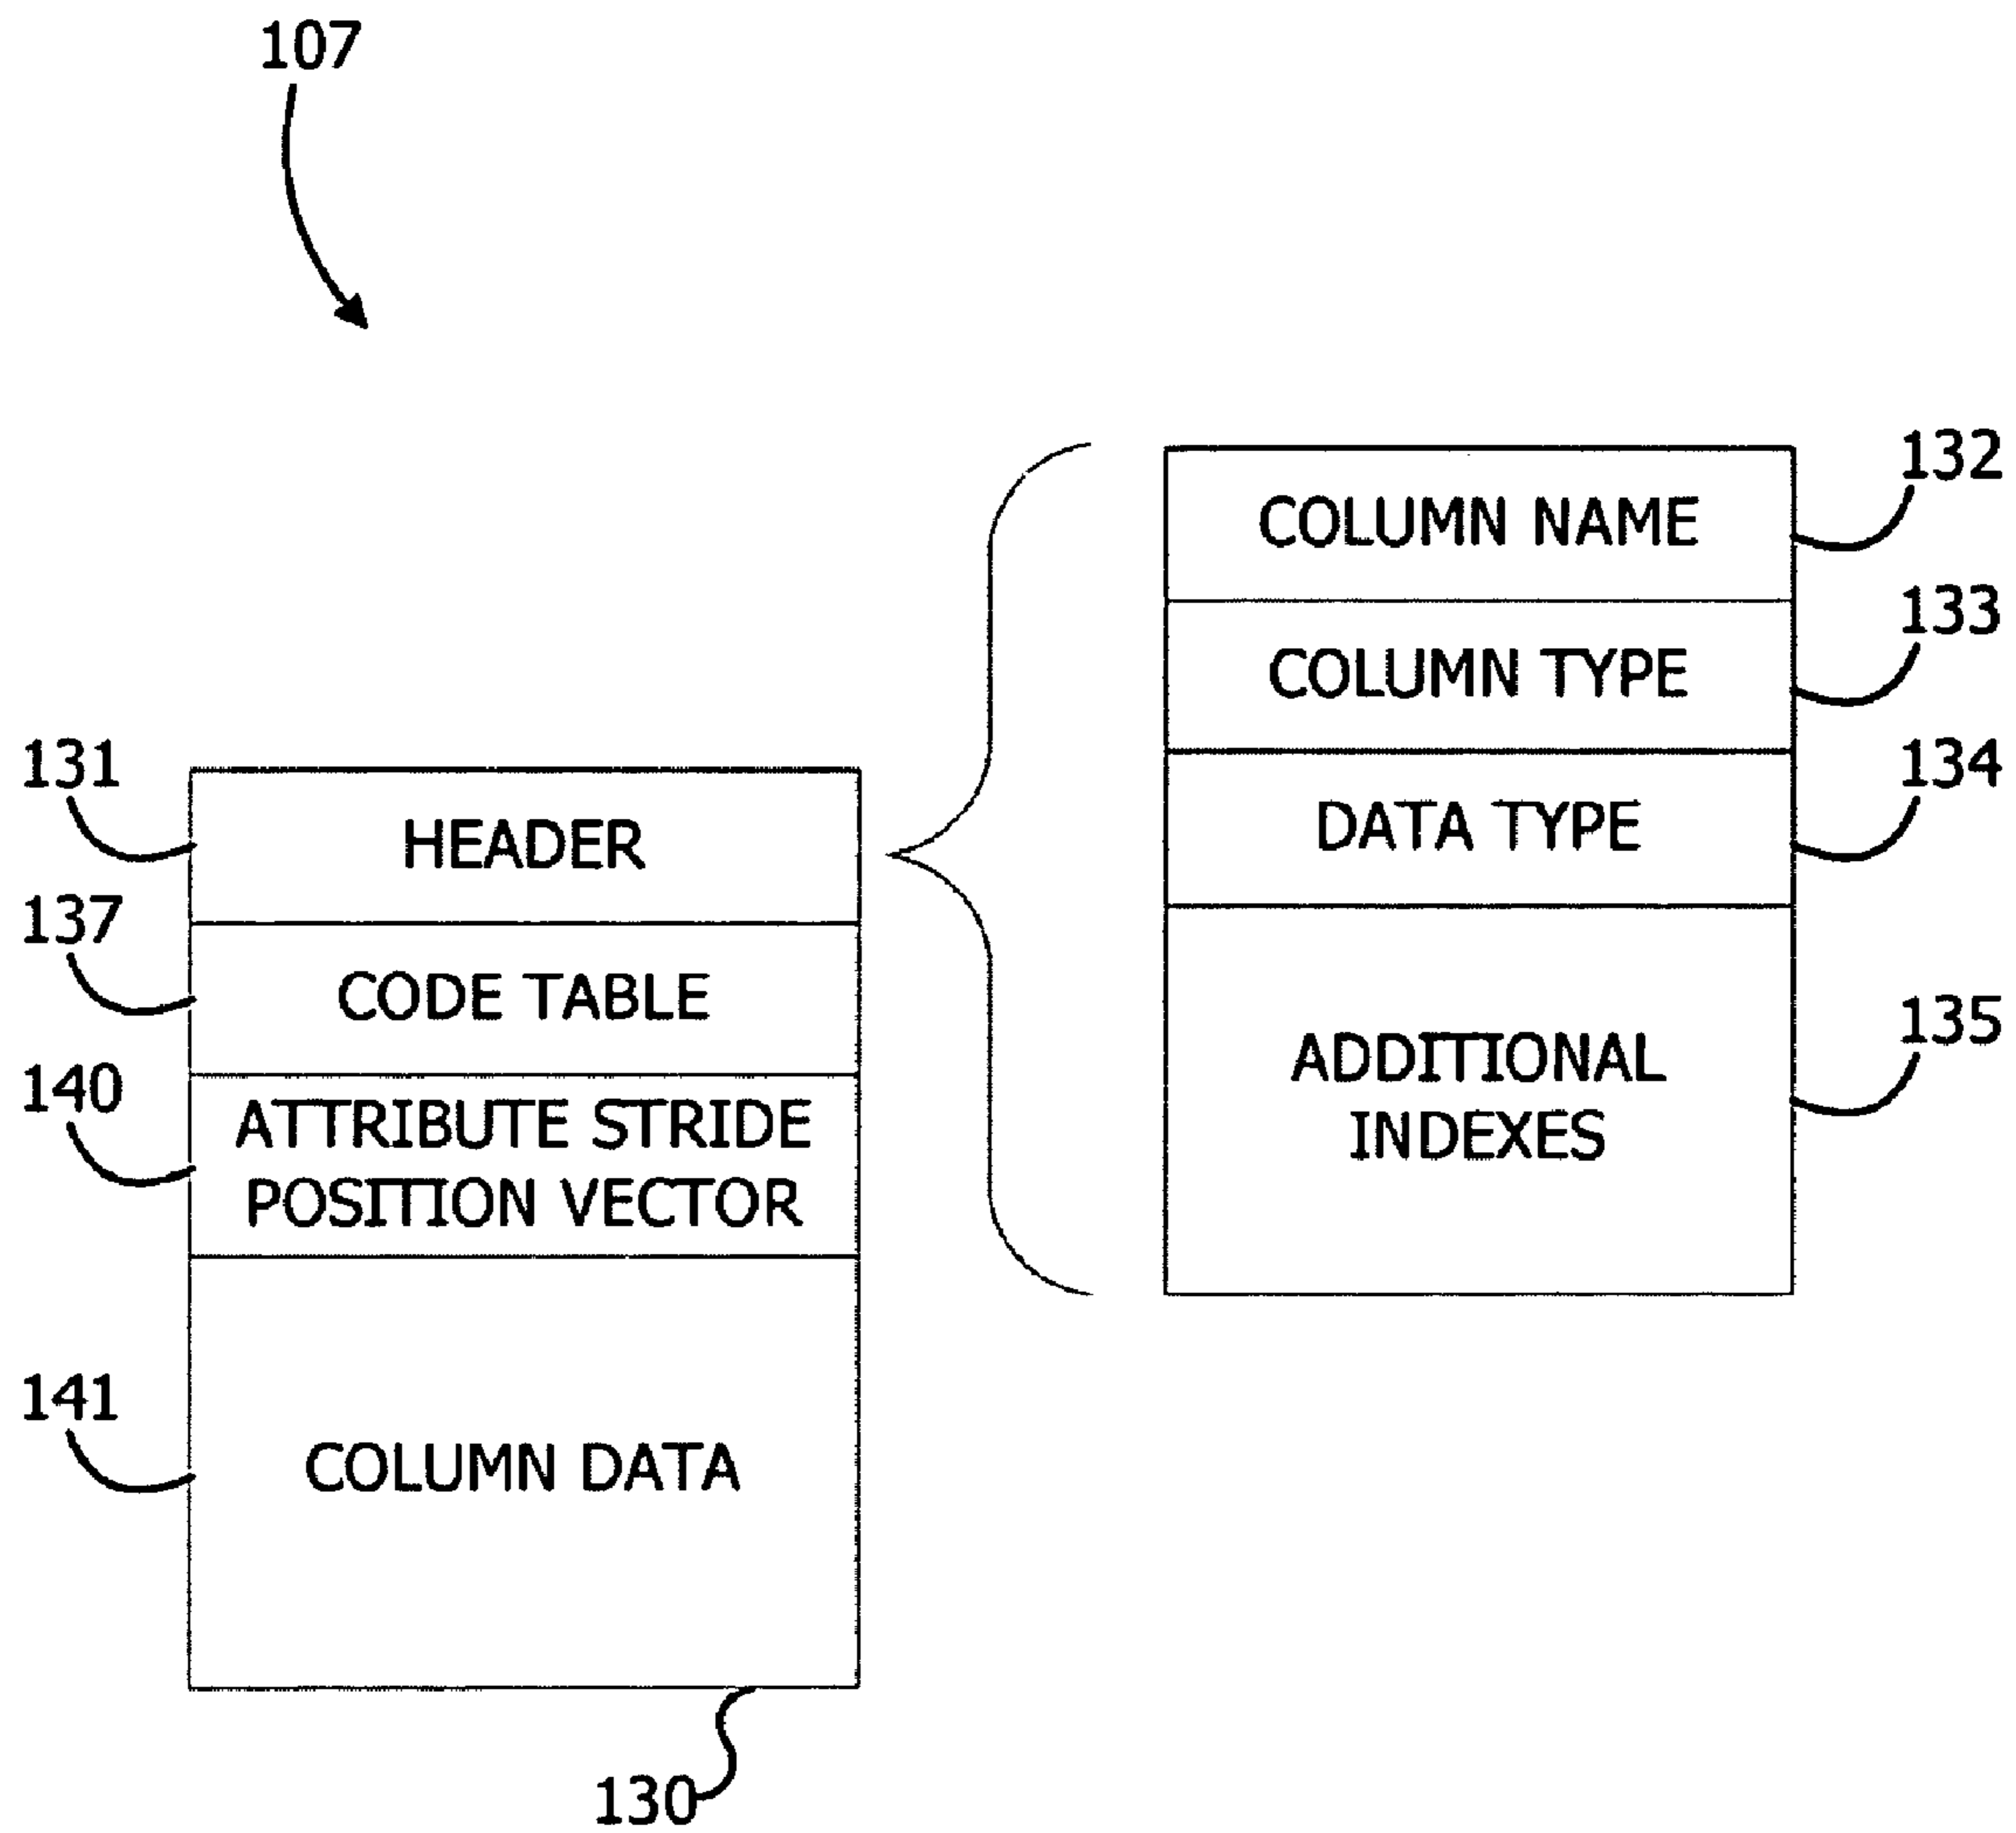 107
132
COLUMN NAME
133
COLUMN TYPE
134
DATA TYPE
135
ADDITIONAL
INDEXES
131
HEADER
137
CODE TABLE
140
ATTRIBUTE STRIDE
POSITION VECTOR
141
COLUMN DATA
130